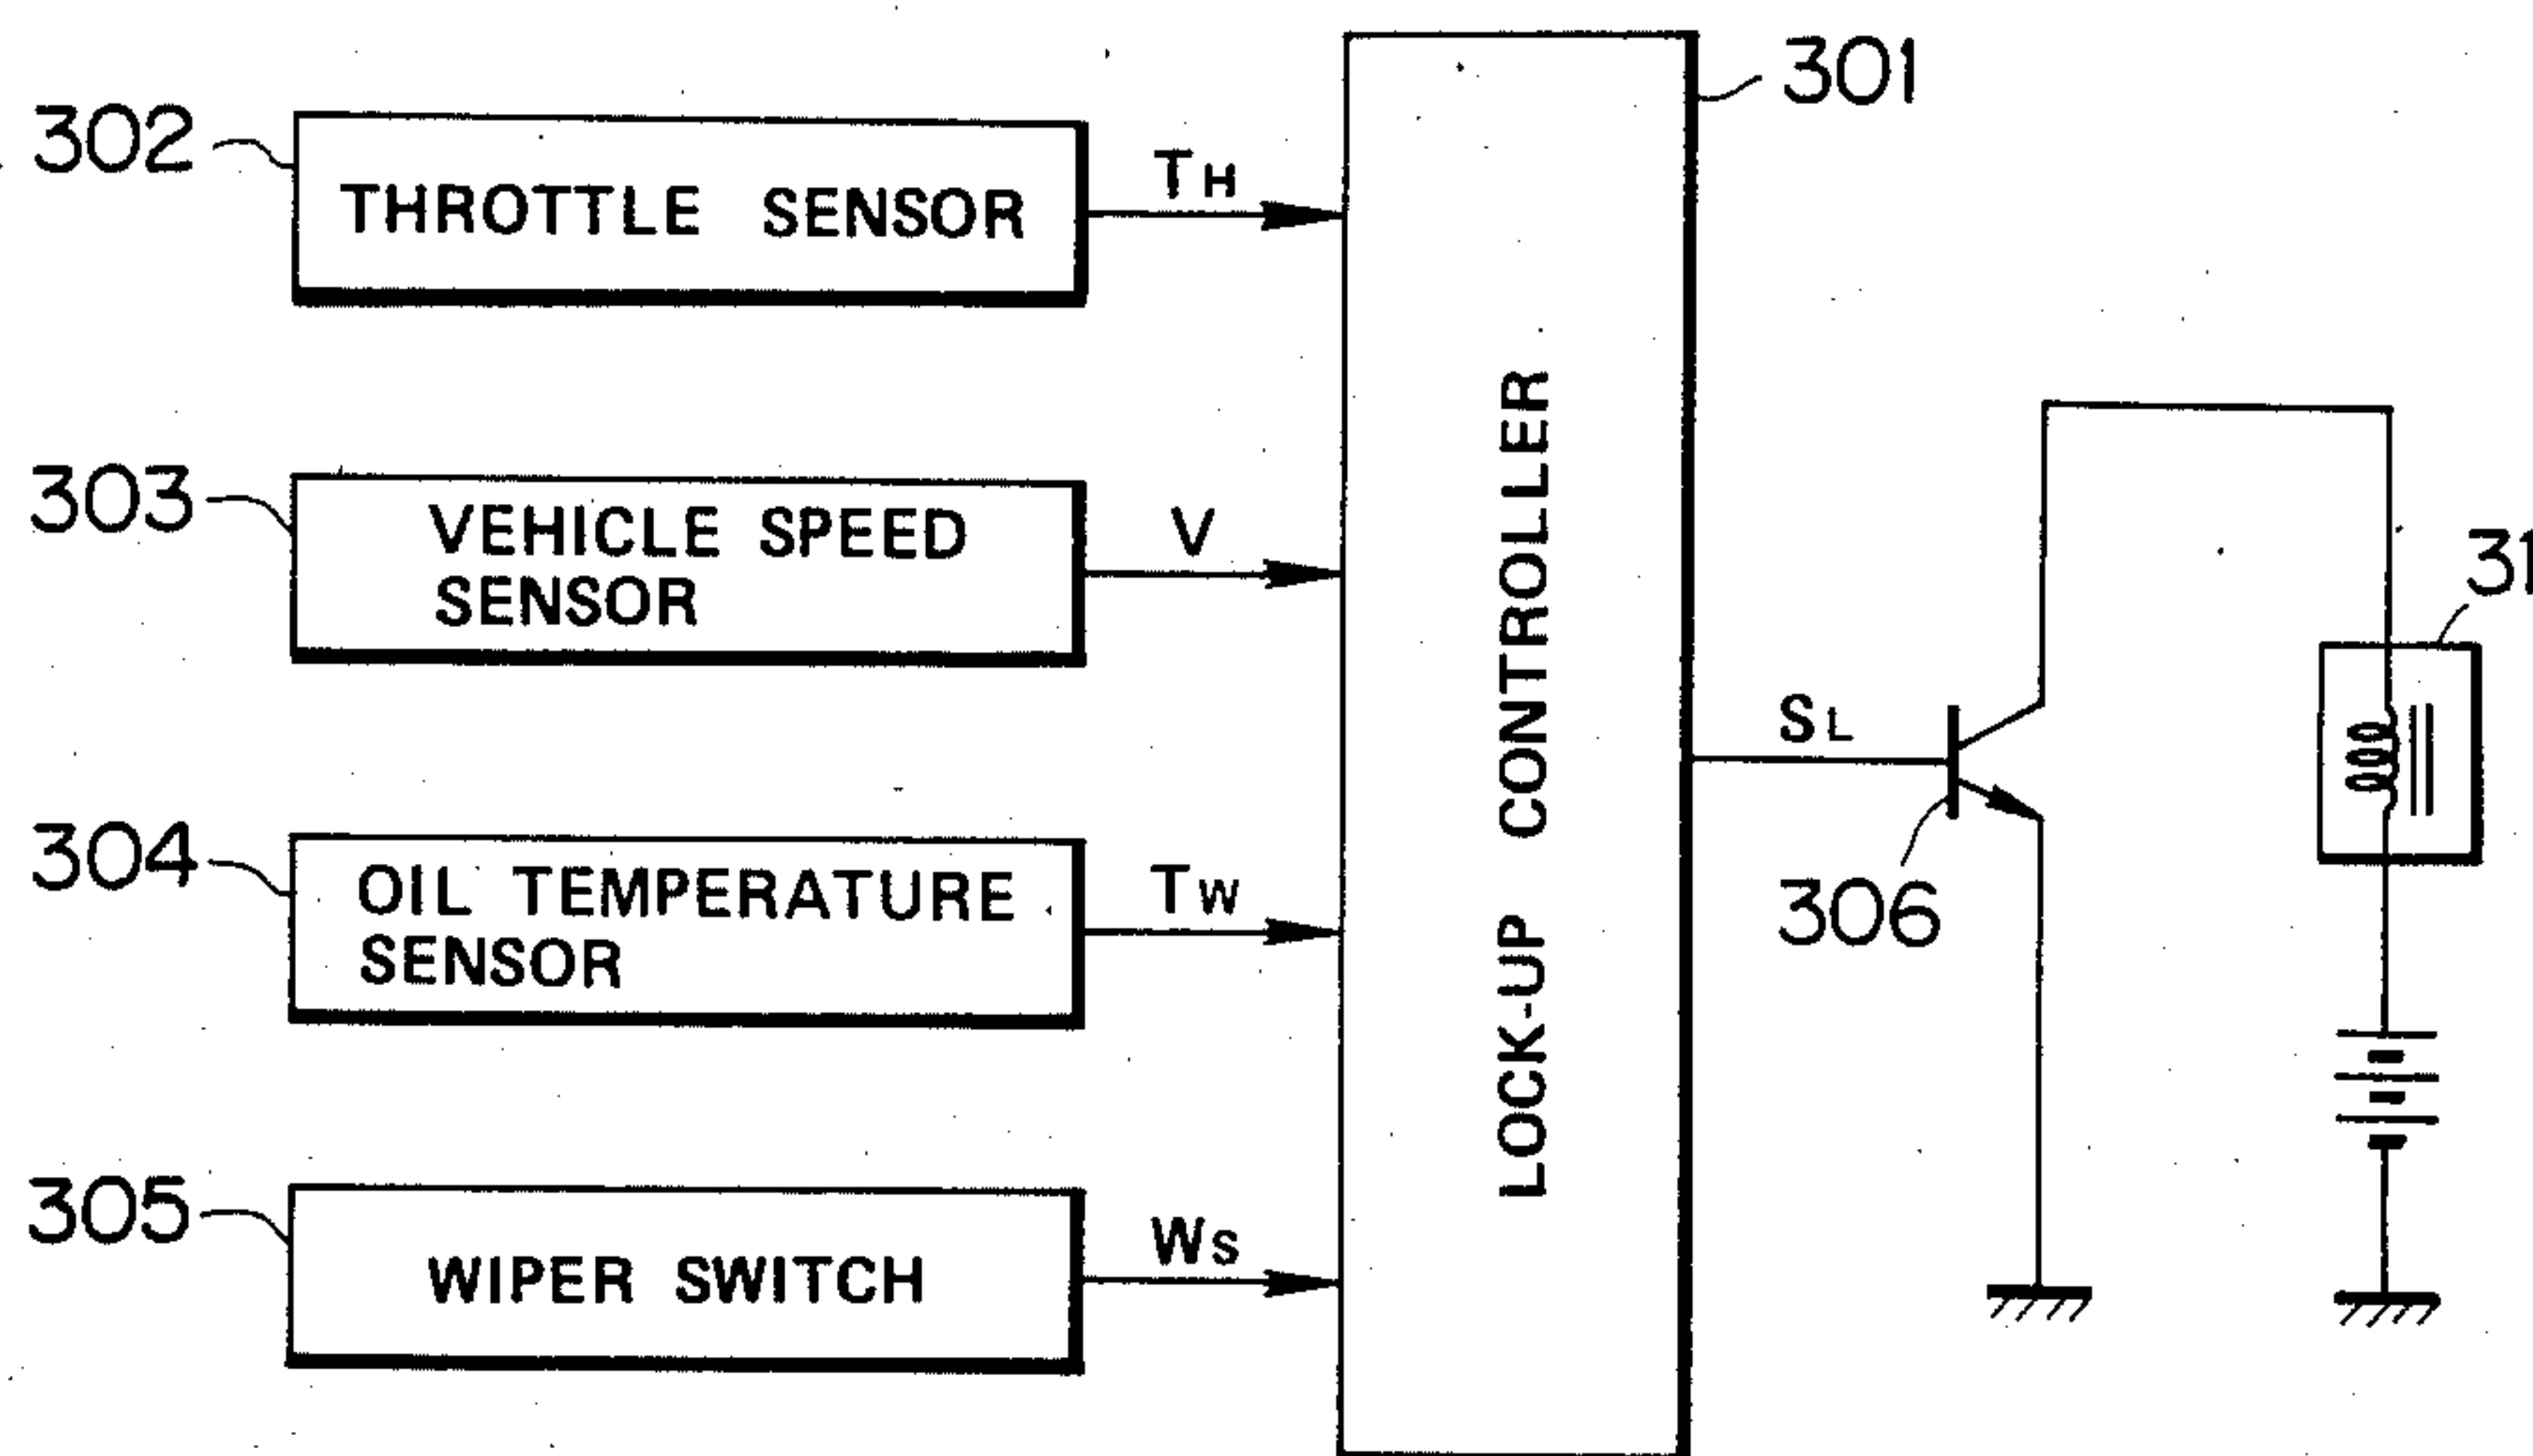 301
302
THROTTLE SENSOR
TH
303
VEHICLE SPEED
SENSOR
V
304
OIL TEMPERATURE
SENSOR
TW
305
WIPER SWITCH
WS
LOCK-UP CONTROLLER
SL
306
31